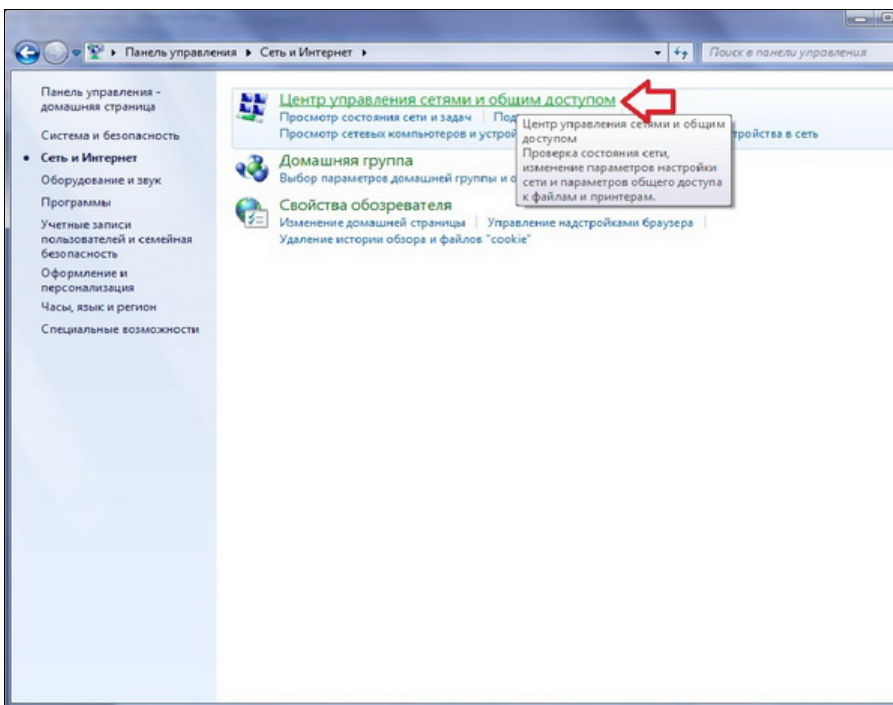 Панель управления ▸ Сеть и Интернет ▸
Поиск в панели управления
Панель управления -
домашняя страница
Система и безопасность
Сеть и Интернет
Оборудование и звук
Программы
Учетные записи
пользователей и семейная
безопасность
Оформление и
персонализация
Часы, язык и регион
Специальные возможности
Центр управления сетями и общим доступом
Просмотр состояния сети и задач
Просмотр сетевых компьютеров и в сеть
Домашняя группа
Выбор параметров домашней группы и
Свойства обозревателя
Изменение домашней страницы Управление надстройками браузера
Удаление истории обзора и файлов "cookie"
Центр управления сетями и общим
доступом
Проверка состояния сети,
изменение параметров настройки
сети и параметров общего доступа
к файлам и принтерам.